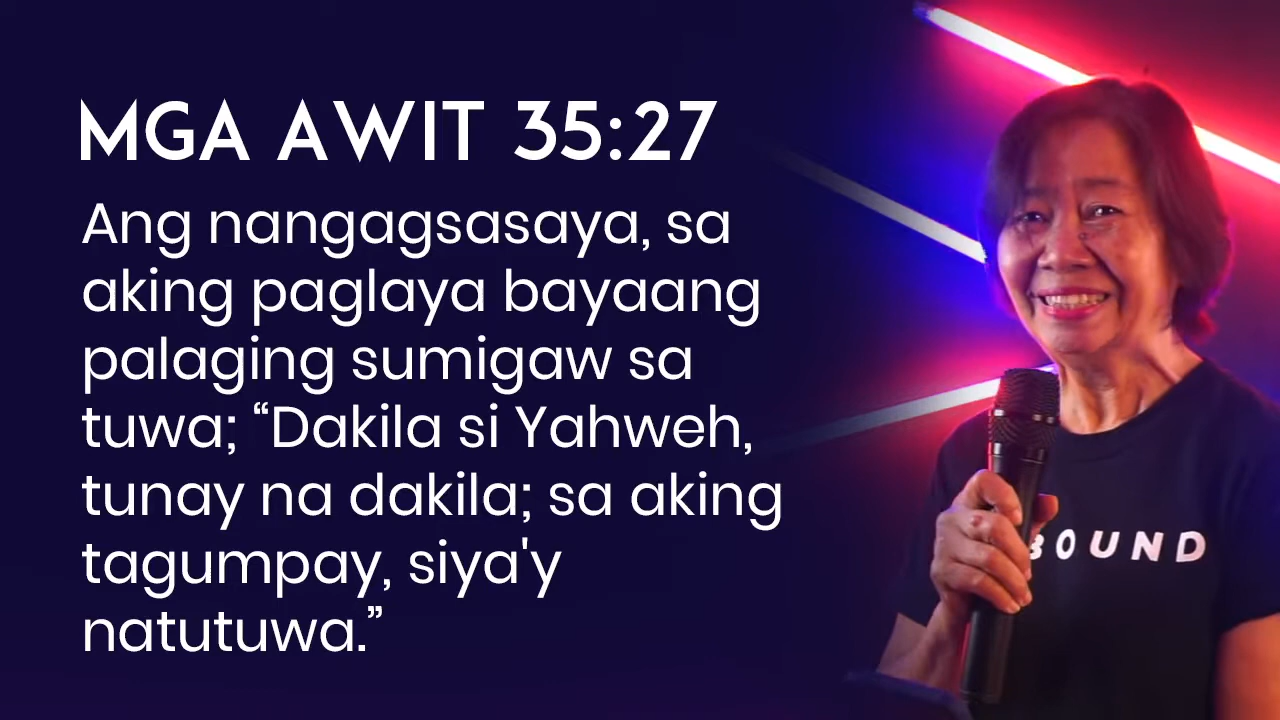 MGA AWIT 35:27
Ang nangagsasaya, sa
aking paglaya bayaang
palaging sumigaw sa
tuwa; “Dakila si Yahweh,
tunay na dakila; sa aking
tagumpay, siya'y
natutuwa.”
BOUND